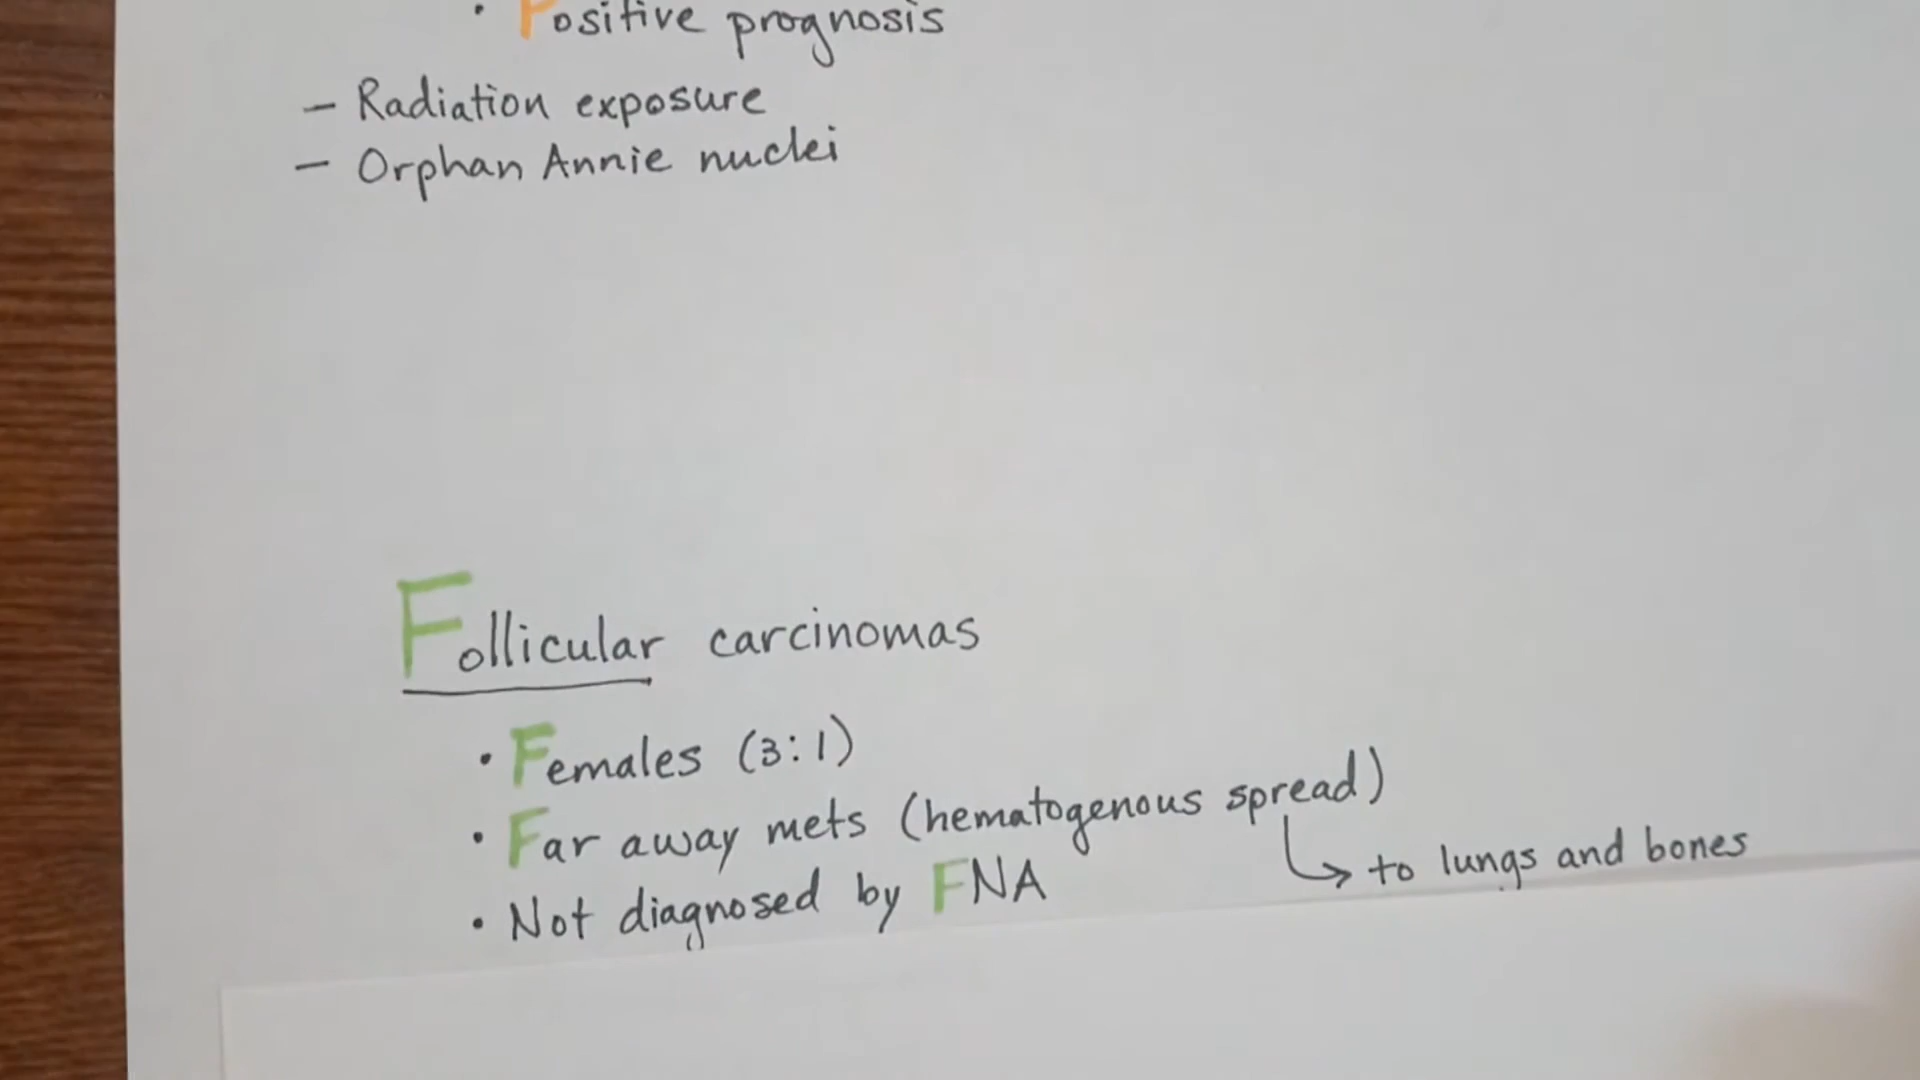 · Positive prognosis
– Radiation exposure
– Orphan Annie nuclei
Follicular carcinomas
· Females (3:1)
· Far away mets (hematogenous spread)
↳ to lungs and bones
· Not diagnosed by FNA